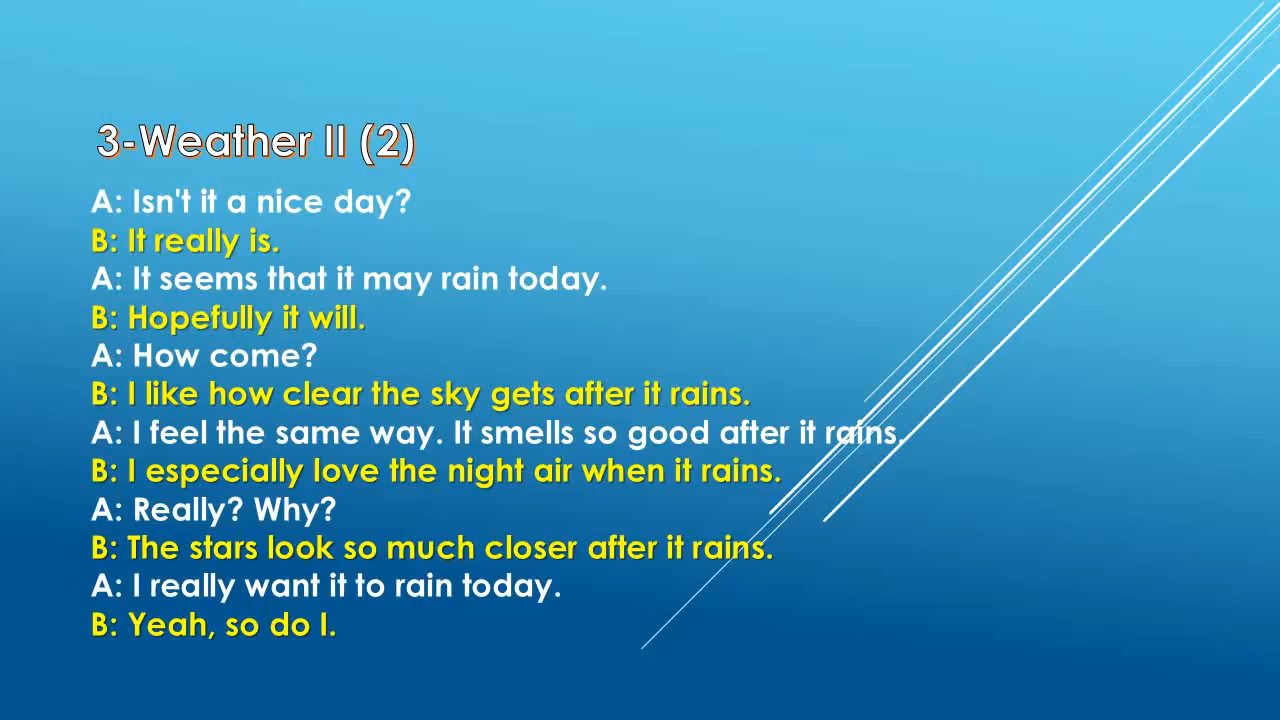 3-Weather II (2)
A: Isn't it a nice day?
B: It really is.
A: It seems that it may rain today.
B: Hopefully it will.
A: How come?
B: I like how clear the sky gets after it rains.
A: I feel the same way. It smells so good after it rains.
B: I especially love the night air when it rains.
A: Really? Why?
B: The stars look so much closer after it rains.
A: I really want it to rain today.
B: Yeah, so do I.